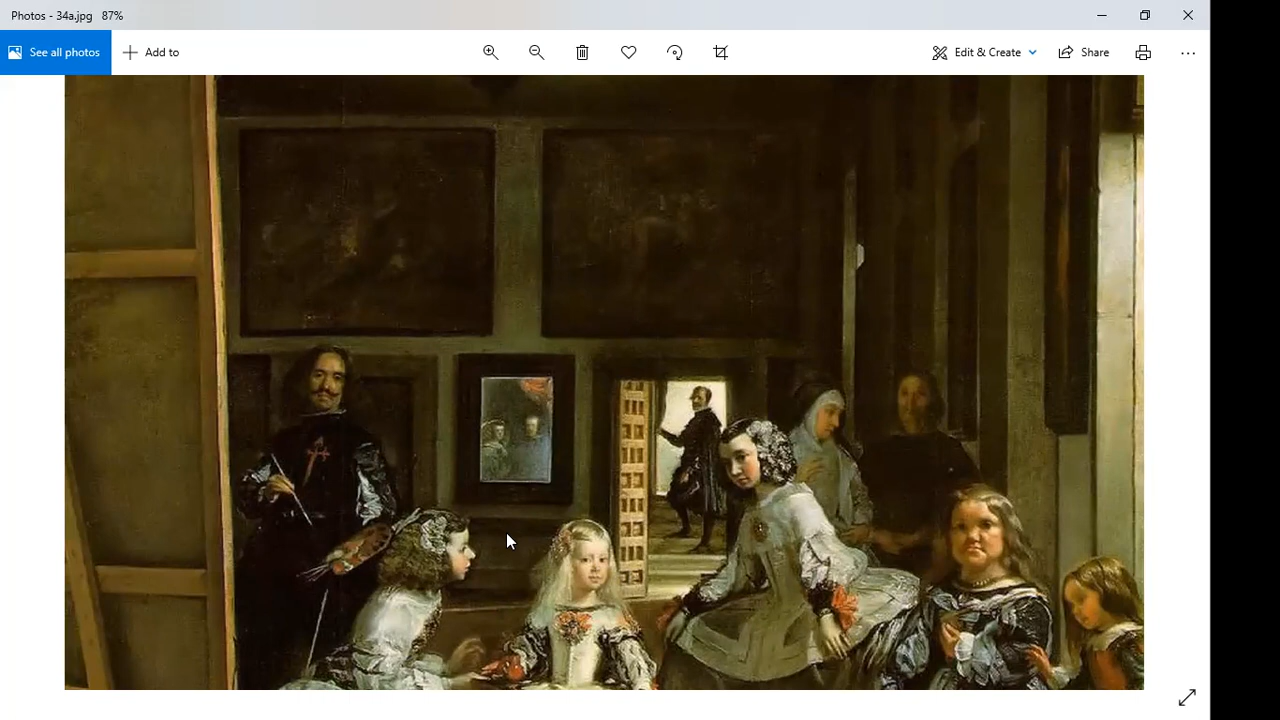 Photos - 34a.jpg 87%
See all photos
Add to
Edit & Create
Share